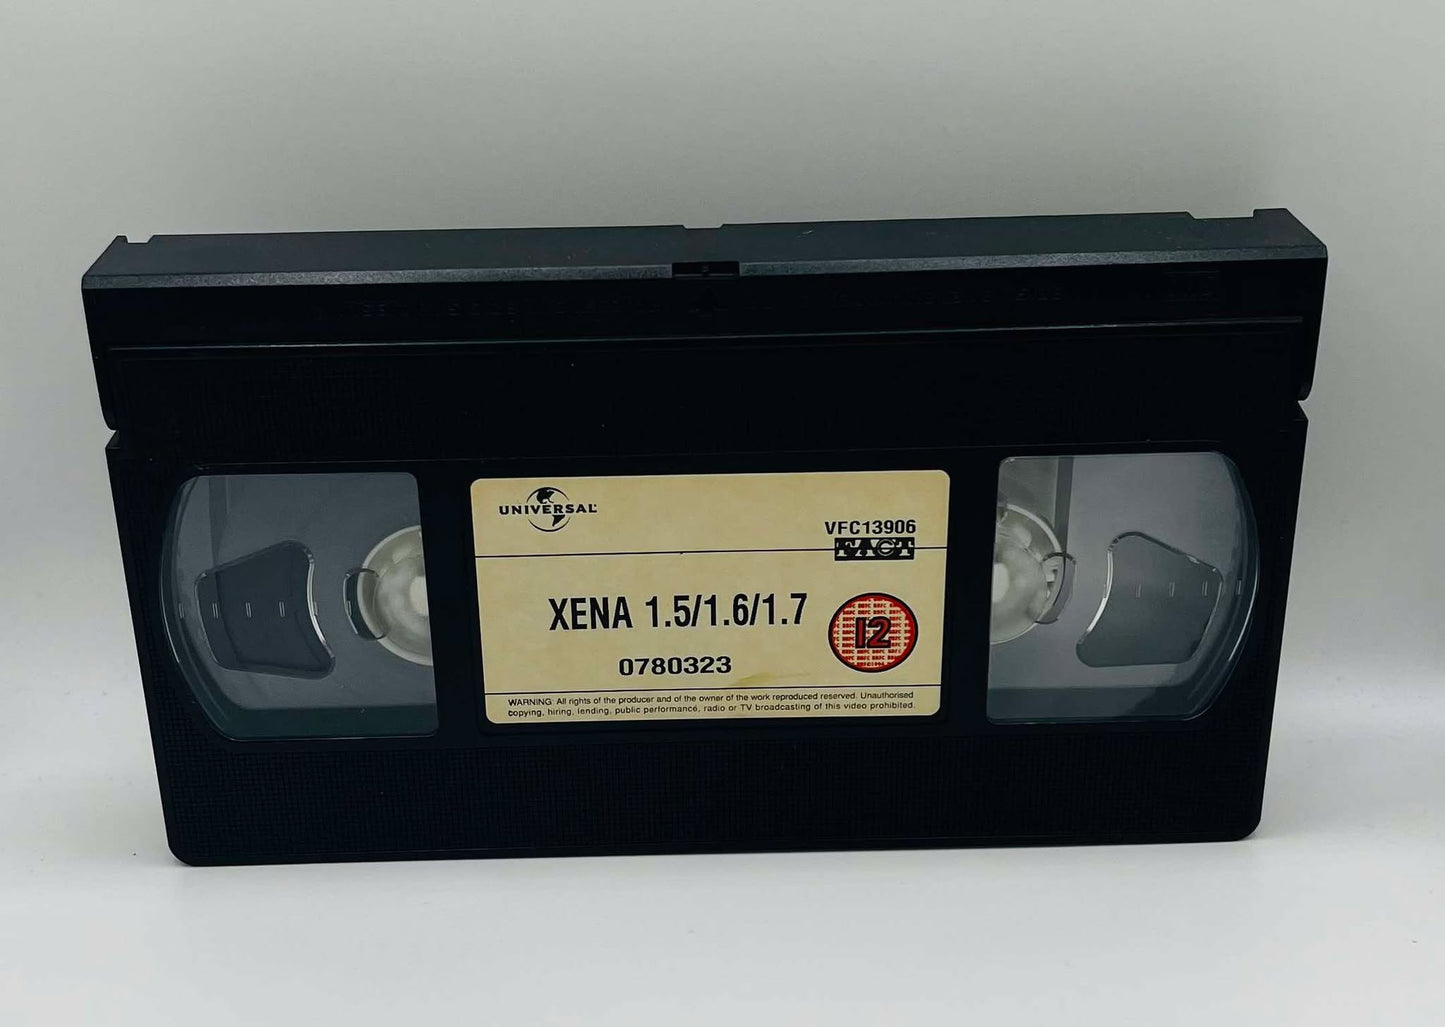 UNIVERSAL
VFC13906
FACT
XENA 1.5/1.6/1.7
12
0780323
WARNING: All rights of the producer and of the owner of the work reproduced reserved. Unauthorised
copying, hiring, lending, public performance, radio or TV broadcasting of this video prohibited.